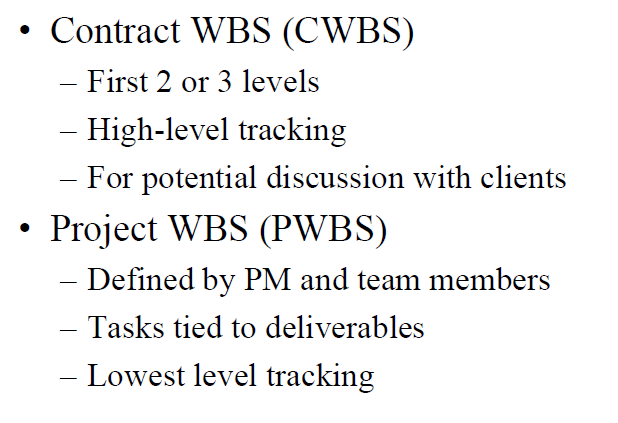 • Contract WBS (CWBS)
– First 2 or 3 levels
– High-level tracking
– For potential discussion with clients
• Project WBS (PWBS)
– Defined by PM and team members
– Tasks tied to deliverables
– Lowest level tracking